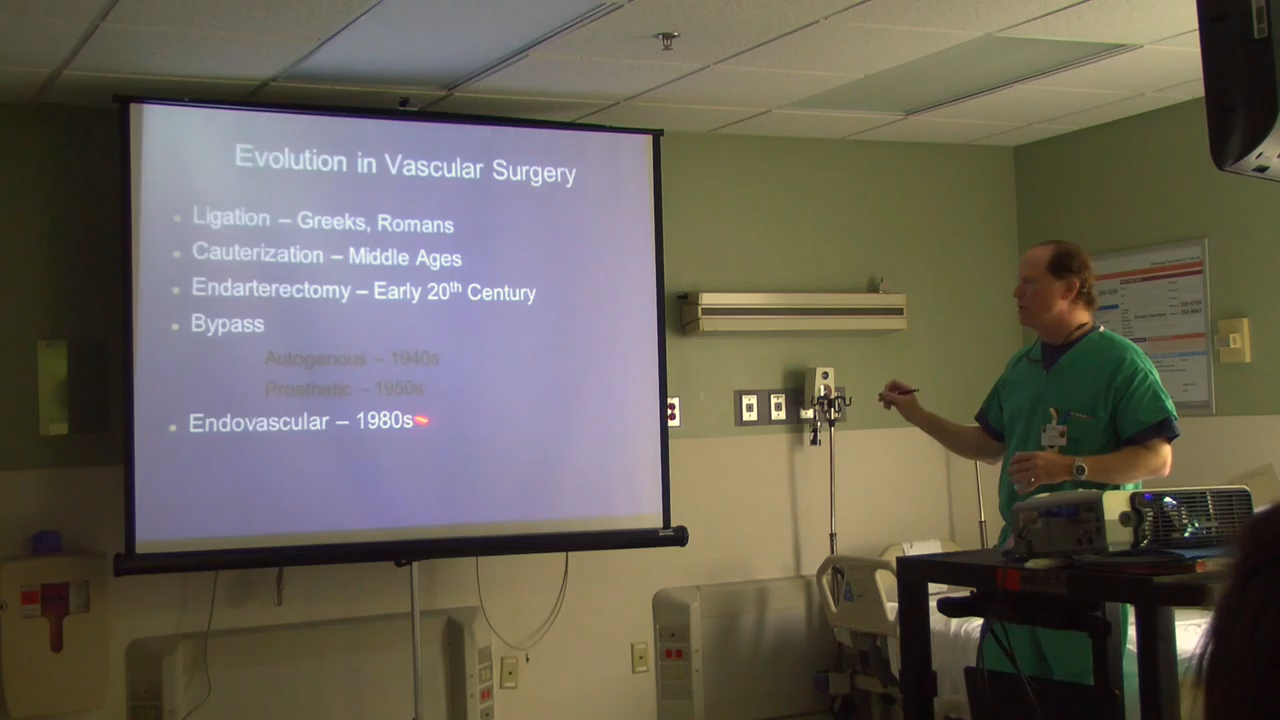 Evolution in Vascular Surgery
• Ligation – Greeks, Romans
• Cauterization – Middle Ages
• Endarterectomy – Early 20th Century
• Bypass
Autogenous – 1940s
Prosthetic – 1950s
• Endovascular – 1980s